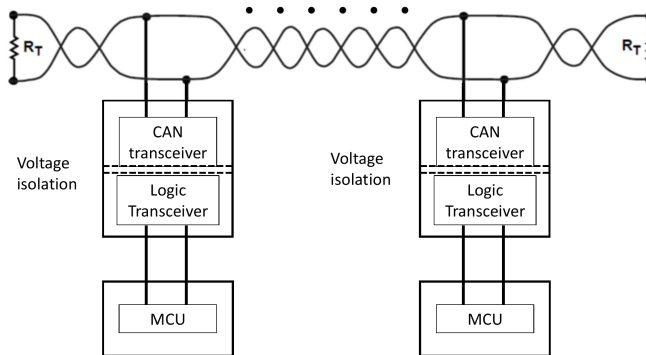 RT
RT
CAN
transceiver
Voltage
isolation
Logic
Transceiver
MCU
CAN
transceiver
Voltage
isolation
Logic
Transceiver
MCU